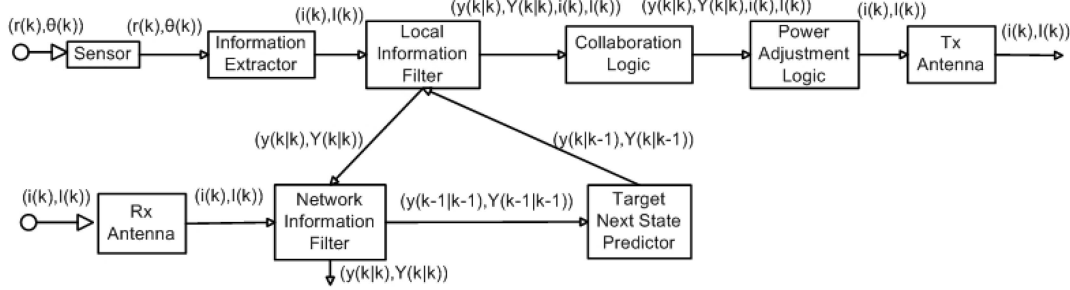 (r(k),θ(k))
(r(k),θ(k))
(i(k),I(k))
(y(k|k),Y(k|k),i(k),I(k))
(y(k|k),Y(k|k),i(k),I(k))
(i(k),I(k))
(i(k),I(k))
Sensor
Information
Extractor
Local
Information
Filter
Collaboration
Logic
Power
Adjustment
Logic
Tx
Antenna
(y(k|k),Y(k|k))
(y(k|k-1),Y(k|k-1))
(i(k),I(k))
(i(k),I(k))
(y(k-1|k-1),Y(k-1|k-1))
Rx
Antenna
Network
Information
Filter
Target
Next State
Predictor
(y(k|k),Y(k|k))